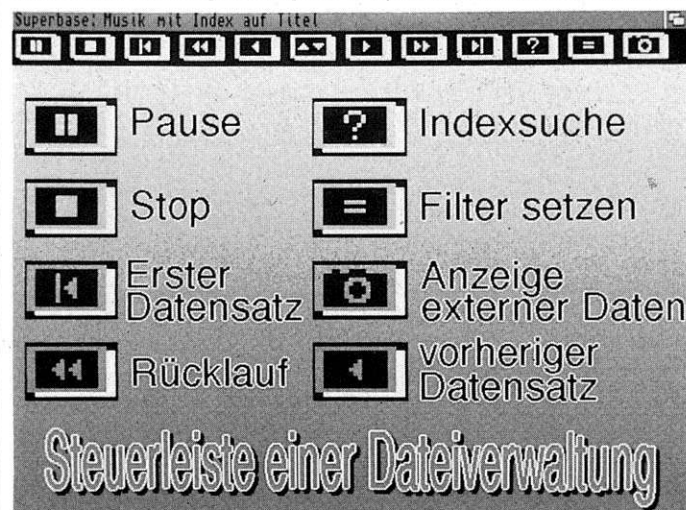 Superbase: Musik mit Index auf Titel
Pause
Indexsuche
Stop
Filter setzen
Erster
Datensatz
Anzeige
externer Daten
Rücklauf
vorheriger
Datensatz
Steuerleiste einer Dateiverwaltung